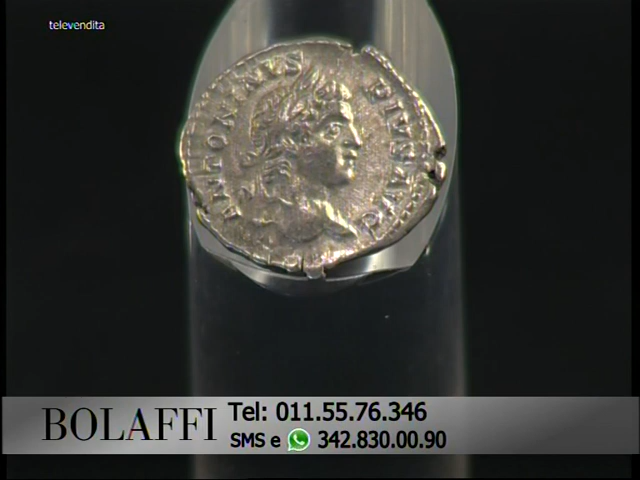 televendita
ANTONINVS PIVS AVG
BOLAFFI
Tel: 011.55.76.346
SMS e 342.830.00.90